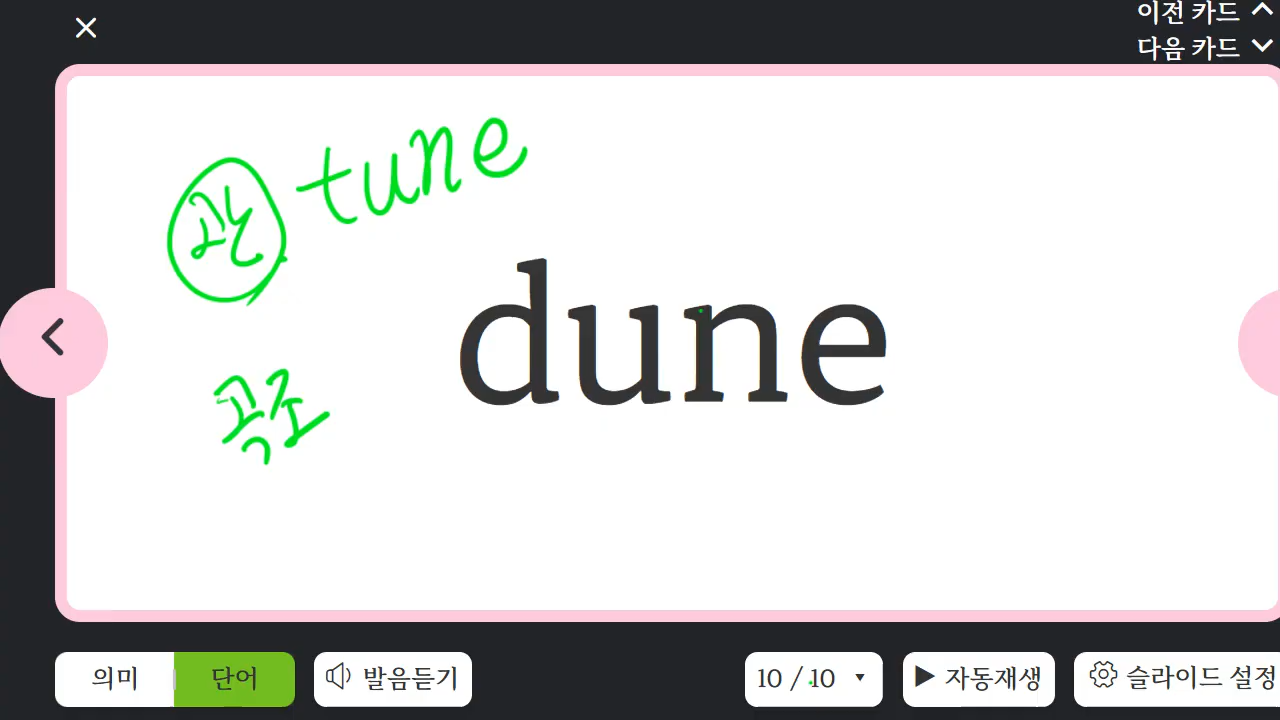 이전 카드
다음 카드
tune
dune
곡조
의미
단어
발음듣기
10 / 10
자동재생
슬라이드 설정